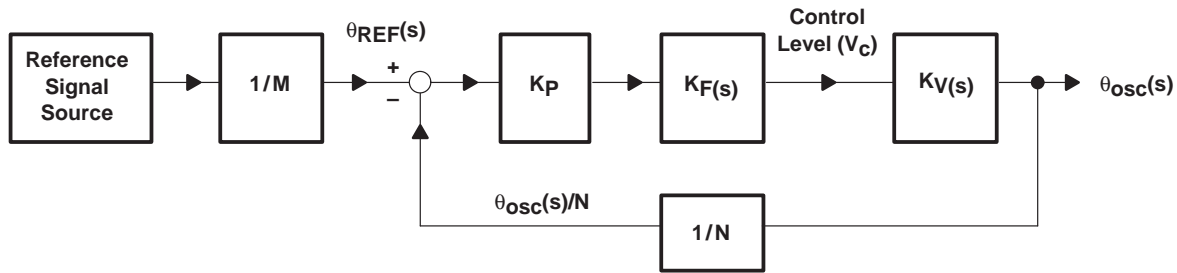 Reference
Signal
Source
1/M
θREF(s)
+
−
KP
KF(s)
Control
Level (VC)
KV(s)
θosc(s)
θosc(s)/N
1/N